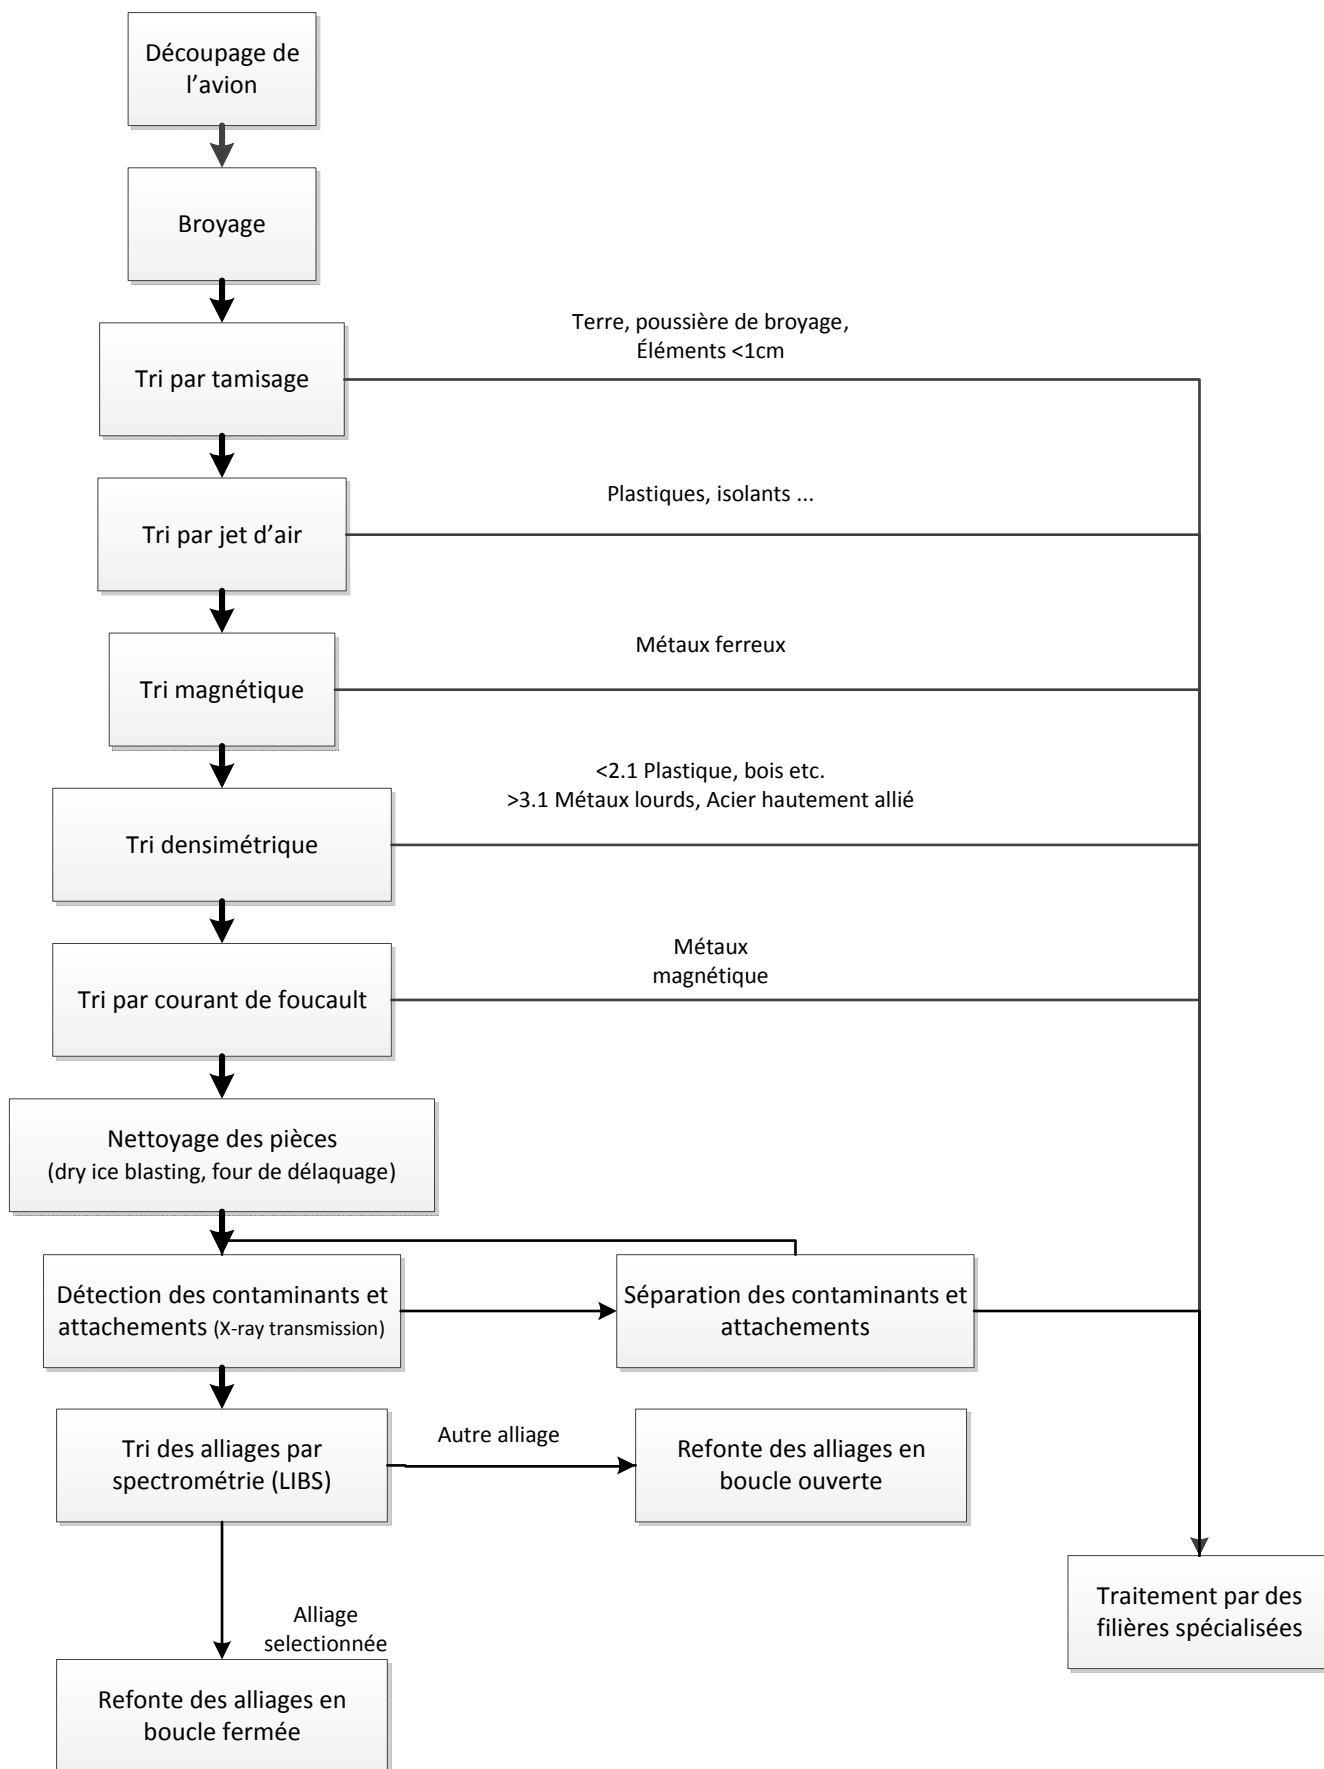 Découpage de
l’avion
Broyage
Terre, poussière de broyage,
Éléments <1cm
Tri par tamisage
Plastiques, isolants ...
Tri par jet d’air
Métaux ferreux
Tri magnétique
<2.1 Plastique, bois etc.
>3.1 Métaux lourds, Acier hautement allié
Tri densimétrique
Métaux
magnétique
Tri par courant de foucault
Nettoyage des pièces
(dry ice blasting, four de délaquage)
Détection des contaminants et
attachements (X-ray transmission)
Séparation des contaminants et
attachements
Tri des alliages par
spectrométrie (LIBS)
Autre alliage
Refonte des alliages en
boucle ouverte
Traitement par des
filières spécialisées
Alliage
selectionnée
Refonte des alliages en
boucle fermée